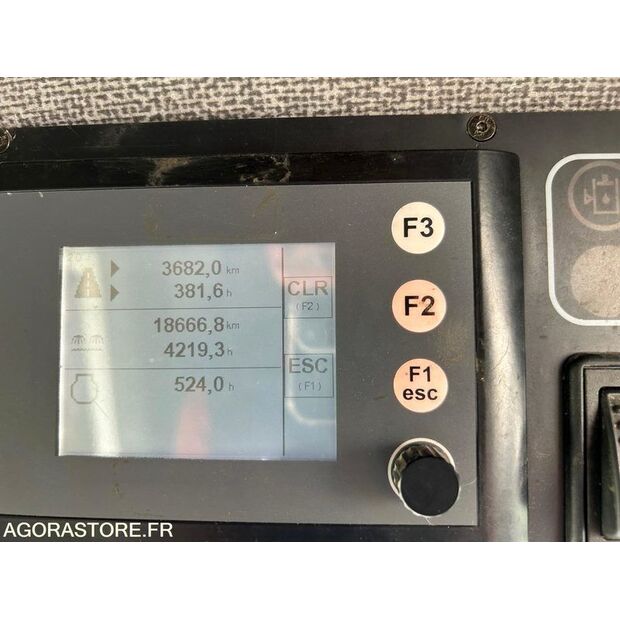 3682,0 km
381,6 h
CLR
(F2)
18666,8 km
4219,3 h
ESC
(F1)
524,0 h
F3
F2
F1
esc
AGORASTORE.FR